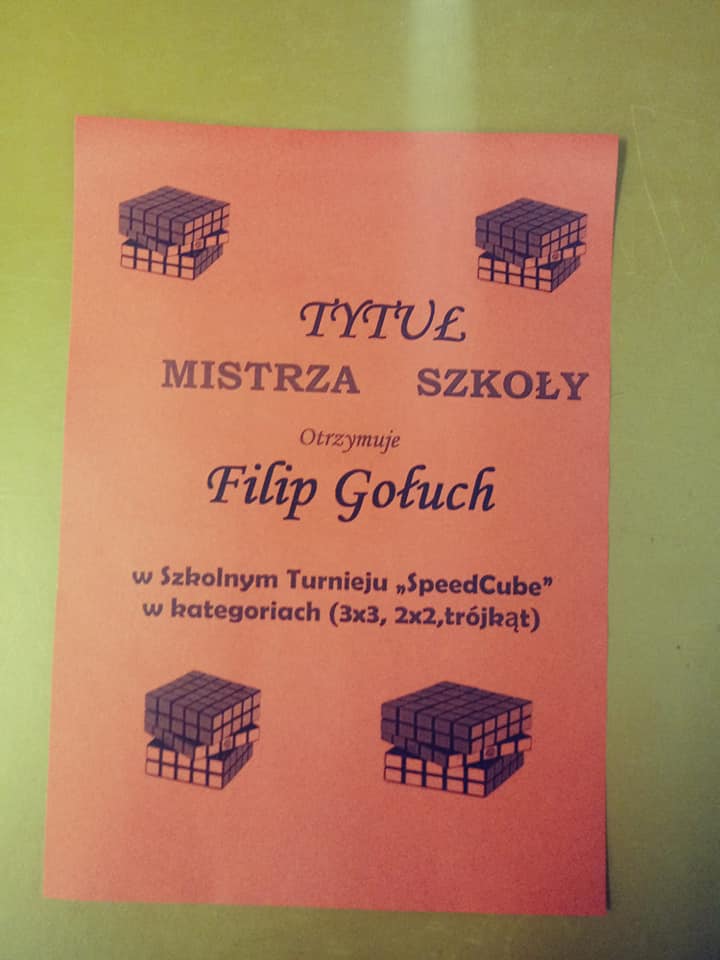 TYTUŁ
MISTRZA SZKOŁY
Otrzymuje
Filip Gołuch
w Szkolnym Turnieju „SpeedCube”
w kategoriach (3x3, 2x2,trójkąt)